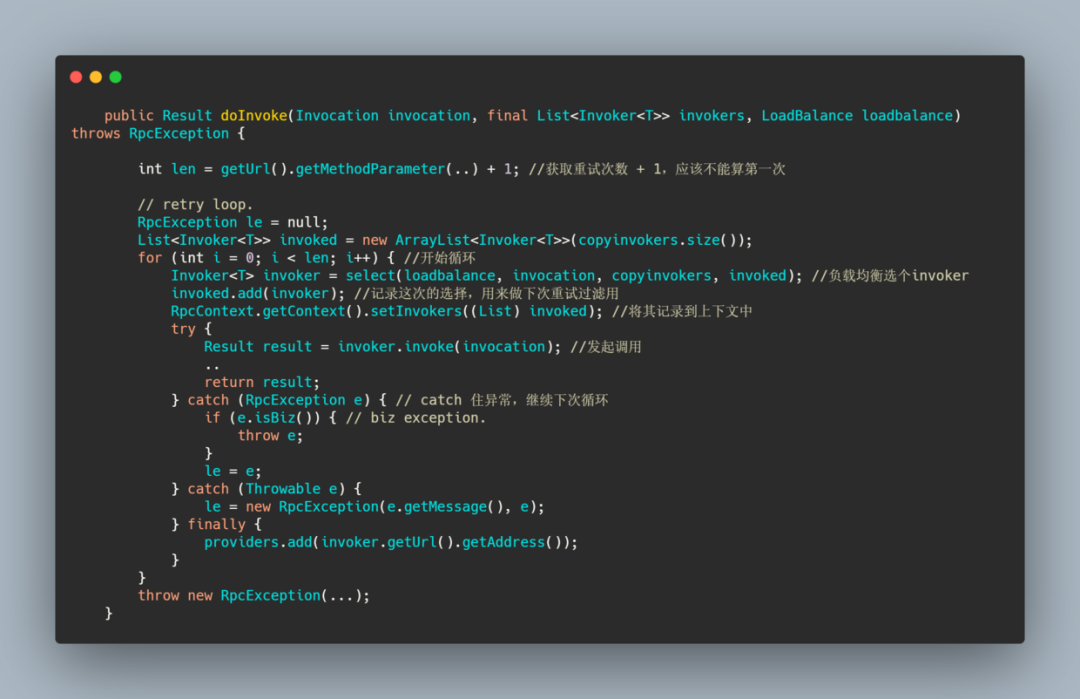 public Result doInvoke(Invocation invocation, final List<Invoker<T>> invokers, LoadBalance loadbalance)
throws RpcException {
int len = getUrl().getMethodParameter(..) + 1; //获取重试次数 + 1，应该不能算第一次
// retry loop.
RpcException le = null;
List<Invoker<T>> invoked = new ArrayList<Invoker<T>>(copyinvokers.size());
for (int i = 0; i < len; i++) { //开始循环
Invoker<T> invoker = select(loadbalance, invocation, copyinvokers, invoked); //负载均衡选个invoker
invoked.add(invoker); //记录这次的选择，用来做下次重试过滤用
RpcContext.getContext().setInvokers((List) invoked); //将其记录到上下文中
try {
Result result = invoker.invoke(invocation); //发起调用
..
return result;
} catch (RpcException e) { // catch 住异常，继续下次循环
if (e.isBiz()) { // biz exception.
throw e;
}
le = e;
} catch (Throwable e) {
le = new RpcException(e.getMessage(), e);
} finally {
providers.add(invoker.getUrl().getAddress());
}
}
throw new RpcException(...);
}